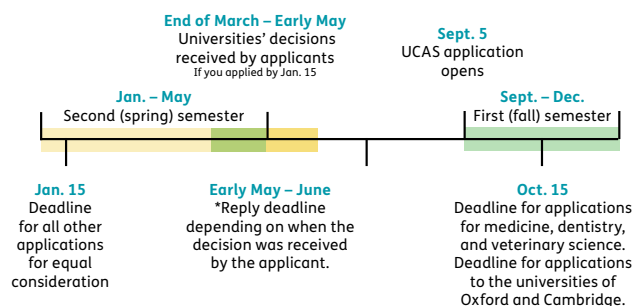 End of March – Early May
Universities’ decisions
received by applicants
If you applied by Jan. 15
Sept. 5
UCAS application
opens
Jan. – May
Second (spring) semester
Sept. – Dec.
First (fall) semester
Jan. 15
Deadline
for all other
applications
for equal
consideration
Early May – June
*Reply deadline
depending on when the
decision was received
by the applicant.
Oct. 15
Deadline for applications
for medicine, dentistry,
and veterinary science.
Deadline for applications
to the universities of
Oxford and Cambridge.